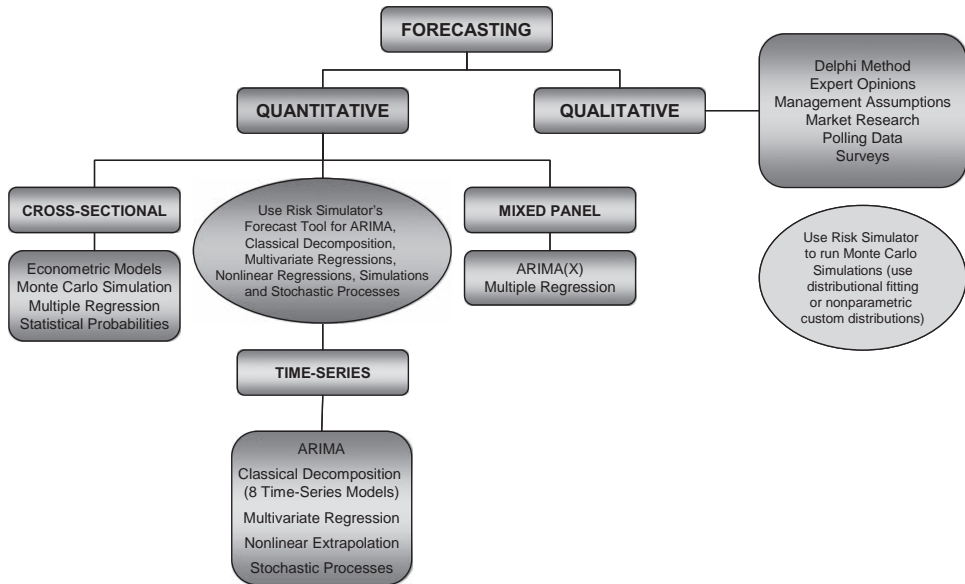 FORECASTING
QUANTITATIVE
QUALITATIVE
Delphi Method
Expert Opinions
Management Assumptions
Market Research
Polling Data
Surveys
CROSS-SECTIONAL
Econometric Models
Monte Carlo Simulation
Multiple Regression
Statistical Probabilities
Use Risk Simulator's
Forecast Tool for ARIMA,
Classical Decomposition,
Multivariate Regressions,
Nonlinear Regressions, Simulations
and Stochastic Processes
MIXED PANEL
ARIMA(X)
Multiple Regression
Use Risk Simulator
to run Monte Carlo
Simulations (use
distributional fitting
or nonparametric
custom distributions)
TIME-SERIES
ARIMA
Classical Decomposition
(8 Time-Series Models)
Multivariate Regression
Nonlinear Extrapolation
Stochastic Processes